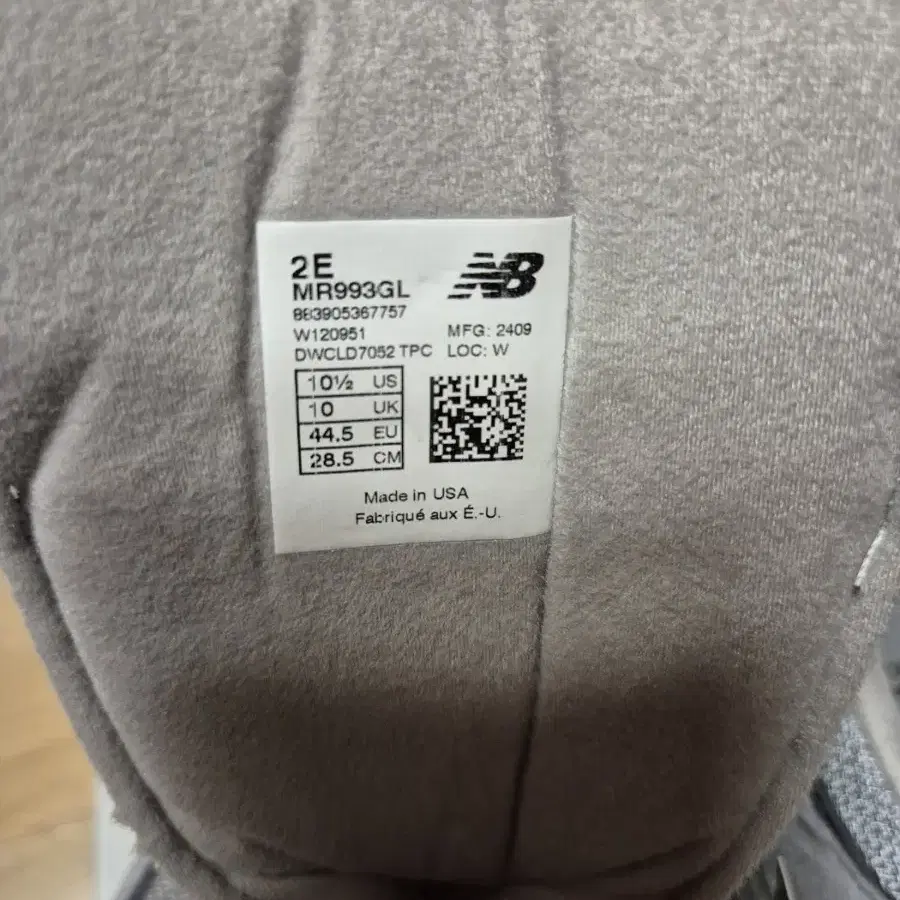 2E
NB
MR993GL
883905367757
W120951
MFG: 2409
DWCLD7052 TPC
LOC: W
10½ US
10 UK
44.5 EU
28.5 CM
Made in USA
Fabriqué aux É.-U.